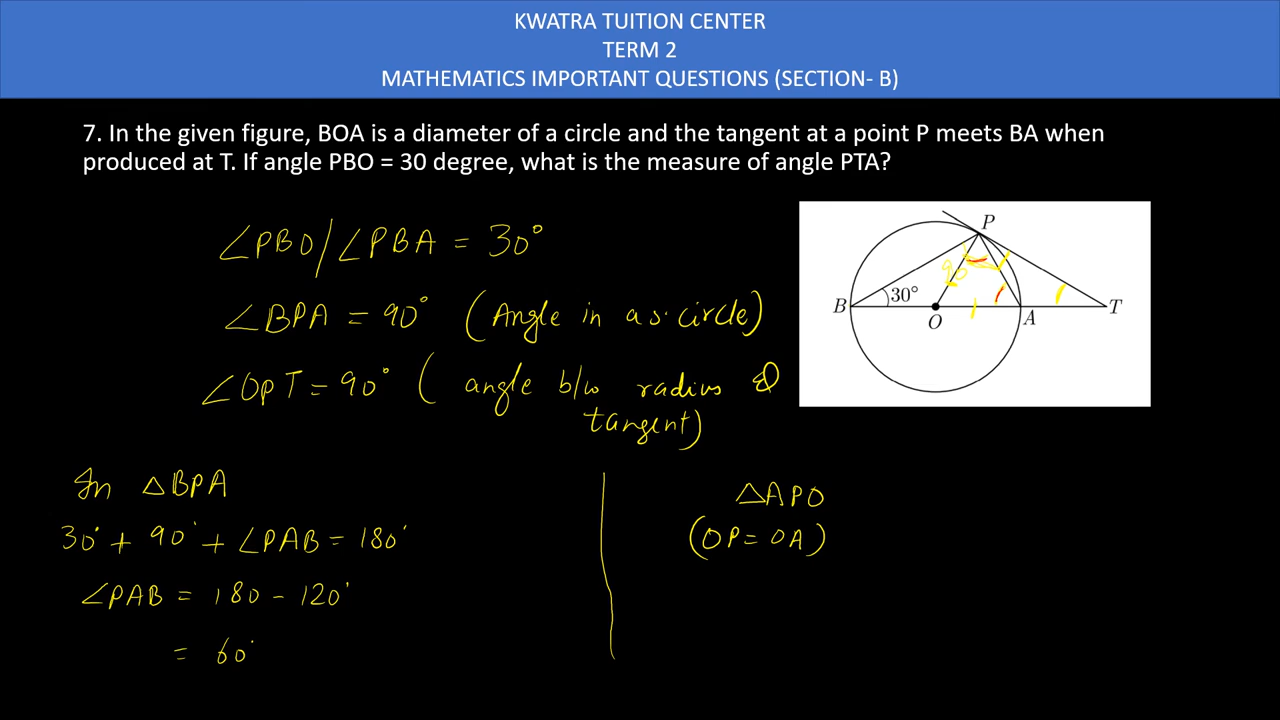 KWATRA TUITION CENTER
TERM 2
MATHEMATICS IMPORTANT QUESTIONS (SECTION- B)
7. In the given figure, BOA is a diameter of a circle and the tangent at a point P meets BA when
produced at T. If angle PBO = 30 degree, what is the measure of angle PTA?
∠PBO/∠PBA = 30°
∠BPA = 90° (Angle in a s.circle)
∠OPT = 90° ( angle b/w radius &
tangent)
P
90
B 30° O A T
In △BPA
30° + 90° + ∠PAB = 180°
∠PAB = 180 - 120°
= 60°
△APO
(OP = OA)